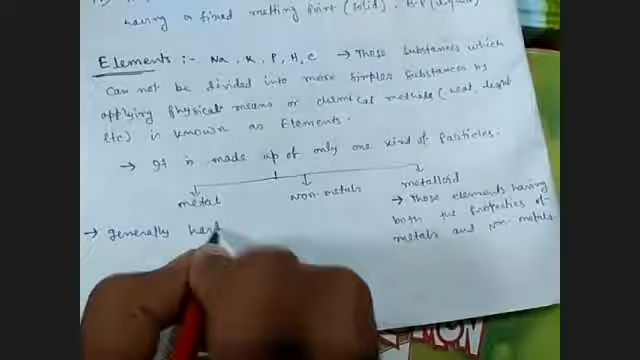 having a fixed melting Point (solid). B.P (liquid)
Elements :- Na, K, P, H, C → Those Substances which
Can not be divided into more simpler Substances by
applying Physical means or chemical methods (heat, light
etc) is known as Elements.
→ It is made up of only one kind of Particles.
metal
Non-metals
metalloid
→ Those elements having
both the Properties of
metals and Non-metals.
→ generally hard
MON